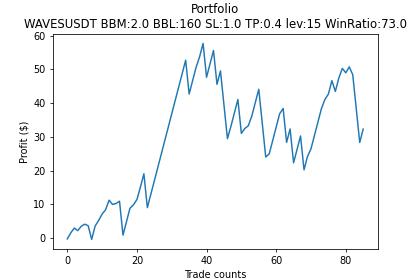 Portfolio
WAVESUSDT BBM:2.0 BBL:160 SL:1.0 TP:0.4 lev:15 WinRatio:73.0
60
50
40
30
20
10
0
Profit ($)
0 20 40 60 80
Trade counts